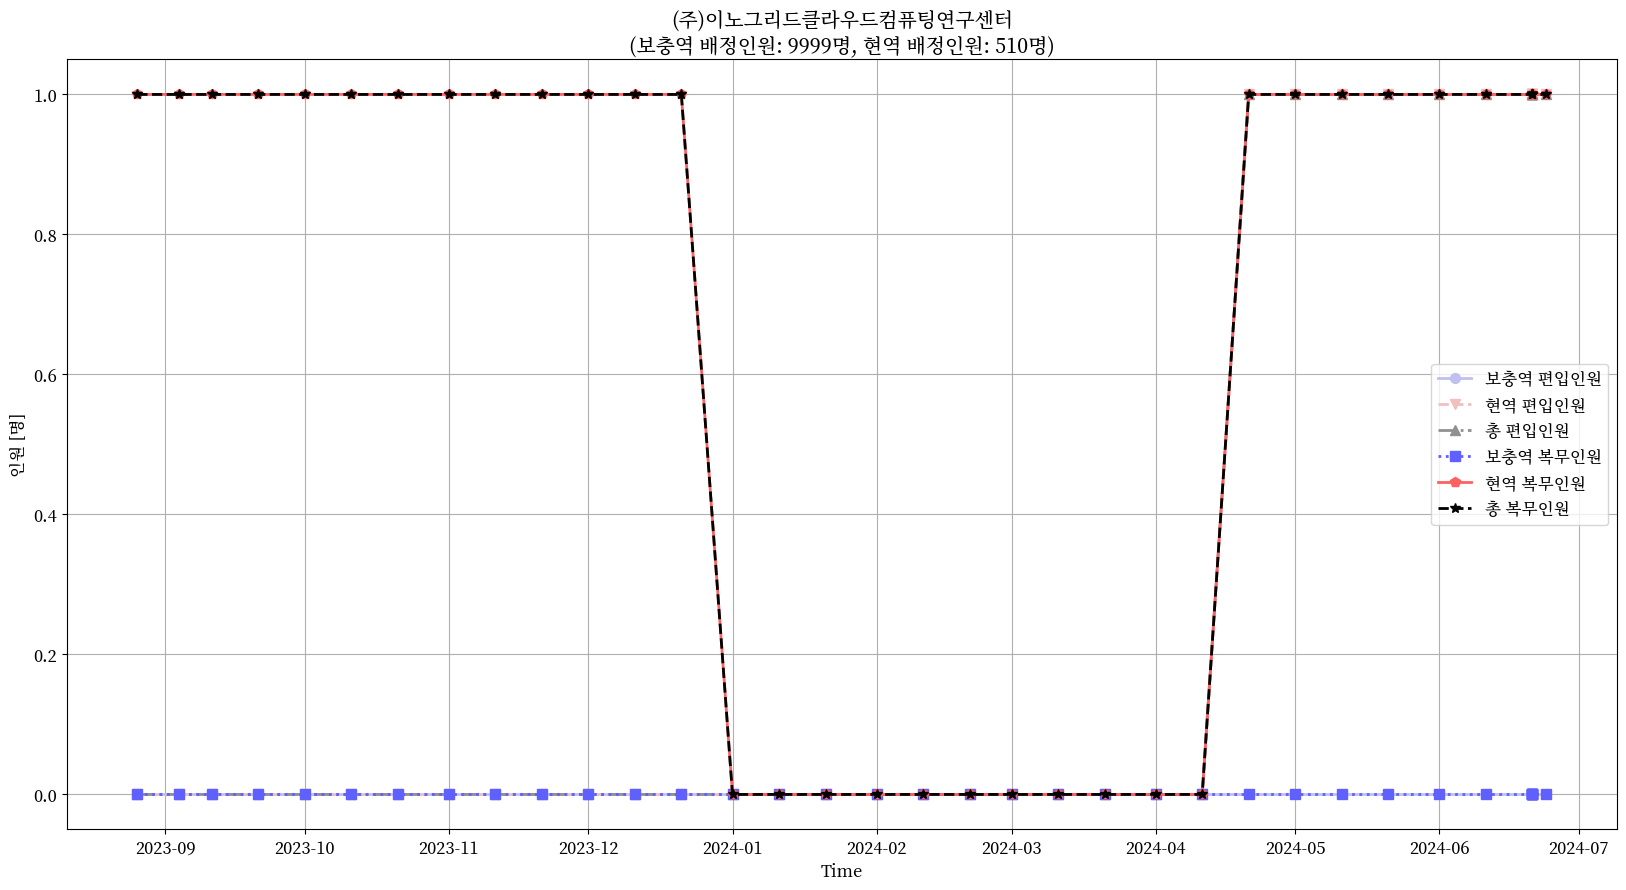 (주)이노그리드클라우드컴퓨팅연구센터
(보충역 배정인원: 9999명, 현역 배정인원: 510명)
인원 [명]
1.0
0.8
0.6
0.4
0.2
0.0
보충역 편입인원
현역 편입인원
총 편입인원
보충역 복무인원
현역 복무인원
총 복무인원
2023-09
2023-10
2023-11
2023-12
2024-01
2024-02
2024-03
2024-04
2024-05
2024-06
2024-07
Time